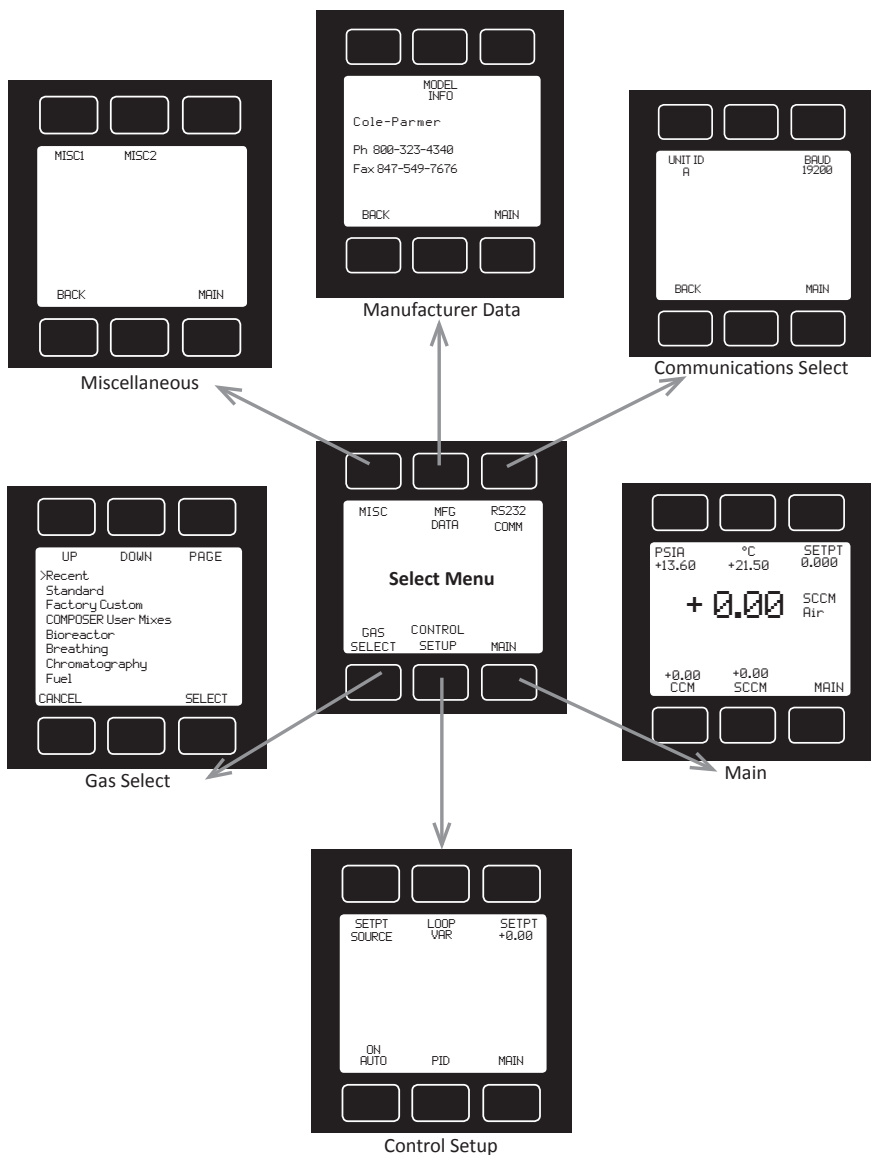 MODEL
INFO
Cole-Parmer
Ph 800-323-4340
Fax 847-549-7676
BACK MAIN
Manufacturer Data
MISC1 MISC2
BACK MAIN
Miscellaneous
UNIT ID BAUD
A 19200
BACK MAIN
Communications Select
MISC MFG RS232
DATA COMM
Select Menu
GAS CONTROL
SELECT SETUP MAIN
UP DOWN PAGE
>Recent
Standard
Factory Custom
COMPOSER User Mixes
Bioreactor
Breathing
Chromatography
Fuel
CANCEL SELECT
Gas Select
PSIA °C SETPT
+13.60 +21.50 0.000
+ 0.00 SCCM
Air
+0.00 +0.00
CCM SCCM MAIN
Main
SETPT LOOP SETPT
SOURCE VAR +0.00
ON
AUTO PID MAIN
Control Setup